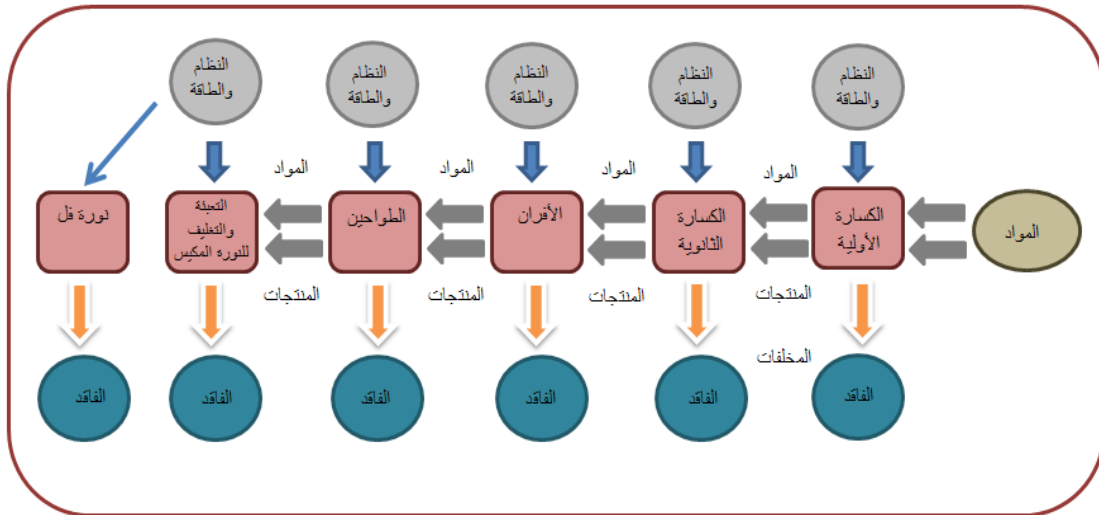 النظام
والطاقة
النظام
والطاقة
النظام
والطاقة
النظام
والطاقة
النظام
والطاقة
المواد
المواد
المواد
المواد
المواد
الكسارة
الأولية
الكسارة
الثانوية
الأفران
الطواحين
التعبئة
والتغليف
للنورة المكيس
نورة فل
المنتجات
المنتجات
المنتجات
المنتجات
المخلفات
الفاقد
الفاقد
الفاقد
الفاقد
الفاقد
الفاقد